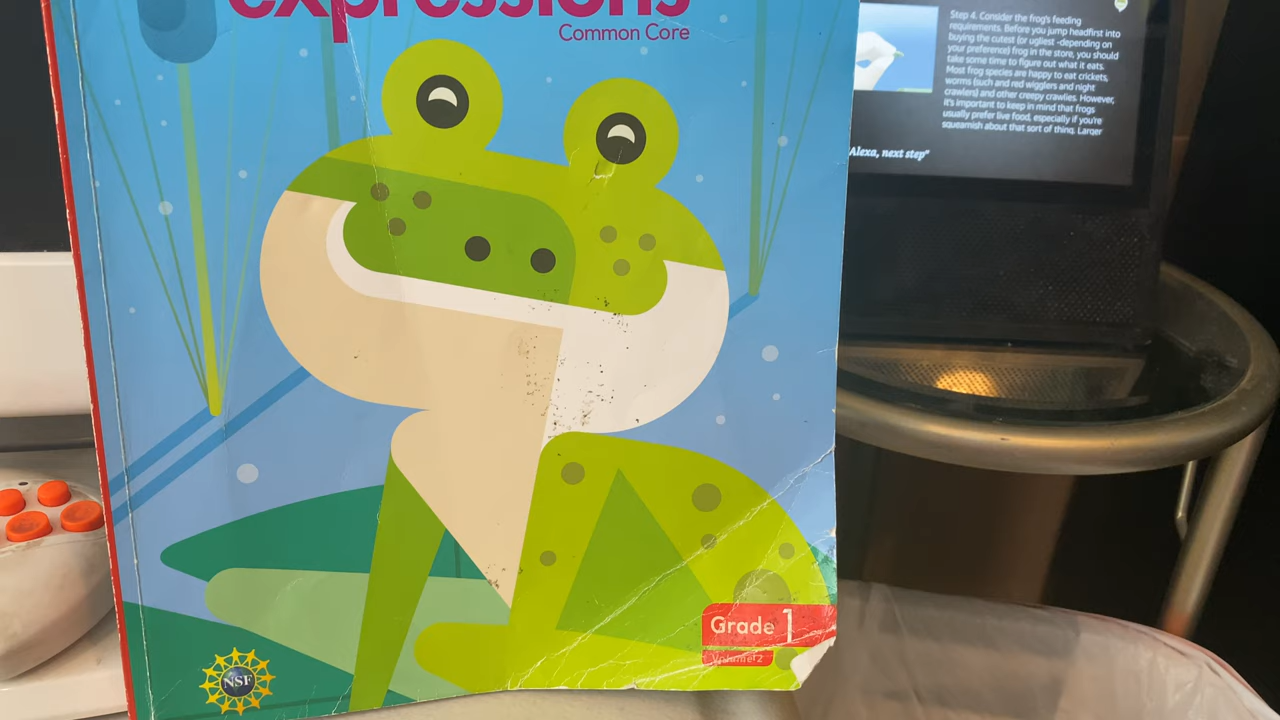 expressions
Common Core
Grade 1
Volume 2
NSF
Step 4. Consider the frog's feeding
requirements. Before you jump headfirst into
buying the cutest (or ugliest -depending on
your preference) frog in the store, you should
take some time to figure out what it eats.
Most frog species are happy to eat crickets,
worms (such and red wigglers and night
crawlers) and other creepy crawlies. However,
it's important to keep in mind that frogs
usually prefer live food, especially if you're
squeamish about that sort of thing. Larger
"Alexa, next step"